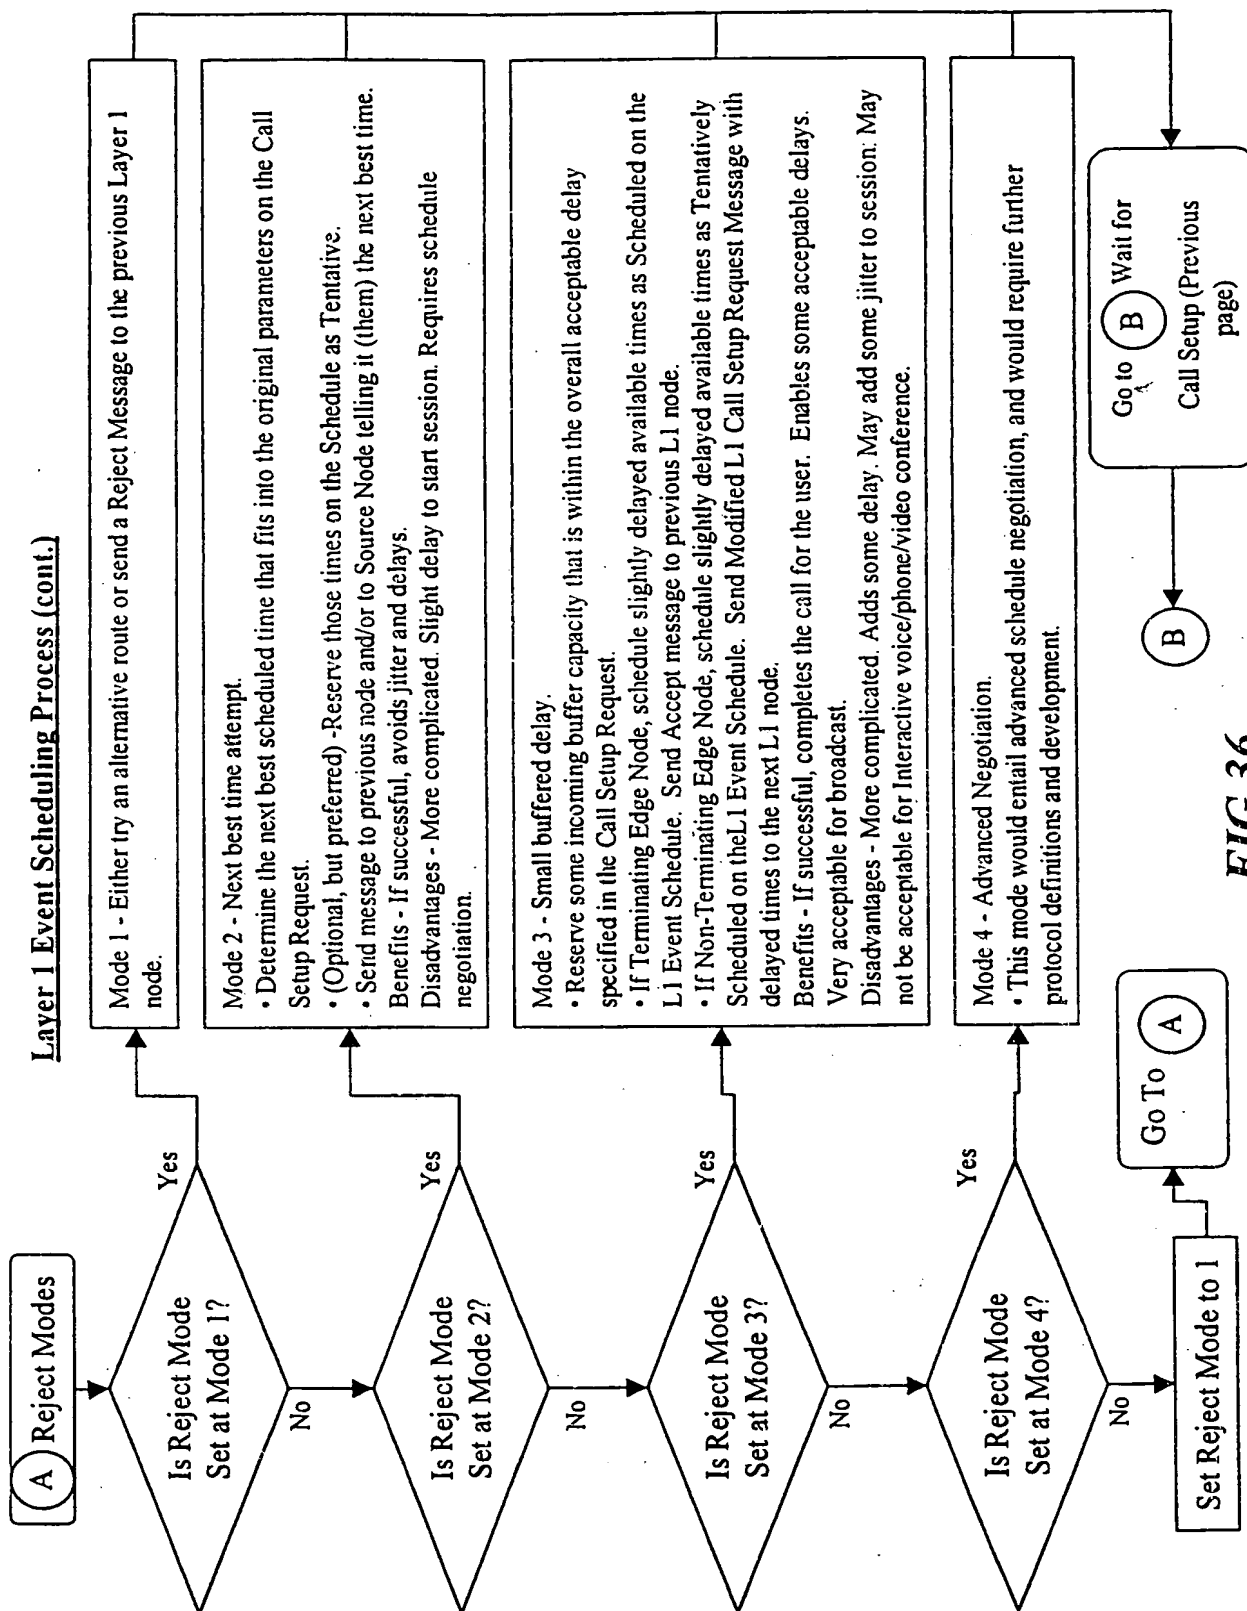 Layer 1 Event Scheduling Process (cont.)
A Reject Modes
Is Reject Mode
Set at Mode 1?
Yes
No
Mode 1 - Either try an alternative route or send a Reject Message to the previous Layer 1
node.
Is Reject Mode
Set at Mode 2?
Yes
No
Mode 2 - Next best time attempt.
• Determine the next best scheduled time that fits into the original parameters on the Call
Setup Request.
• (Optional, but preferred) -Reserve those times on the Schedule as Tentative.
• Send message to previous node and/or to Source Node telling it (them) the next best time.
Benefits - If successful, avoids jitter and delays.
Disadvantages - More complicated. Slight delay to start session. Requires schedule
negotiation.
Is Reject Mode
Set at Mode 3?
Yes
No
Mode 3 - Small buffered delay.
• Reserve some incoming buffer capacity that is within the overall acceptable delay
specified in the Call Setup Request.
• If Terminating Edge Node, schedule slightly delayed available times as Scheduled on the
L1 Event Schedule. Send Accept message to previous L1 node.
• If Non-Terminating Edge Node, schedule slightly delayed available times as Tentatively
Scheduled on theL1 Event Schedule. Send Modified L1 Call Setup Request Message with
delayed times to the next L1 node.
Benefits - If successful, completes the call for the user. Enables some acceptable delays.
Very acceptable for broadcast.
Disadvantages - More complicated. Adds some delay. May add some jitter to session: May
not be acceptable for Interactive voice/phone/video conference.
Is Reject Mode
Set at Mode 4?
Yes
No
Mode 4 - Advanced Negotiation.
• This mode would entail advanced schedule negotiation, and would require further
protocol definitions and development.
Set Reject Mode to 1
Go To A
B
Go to B Wait for
Call Setup (Previous
page)
FIG 36